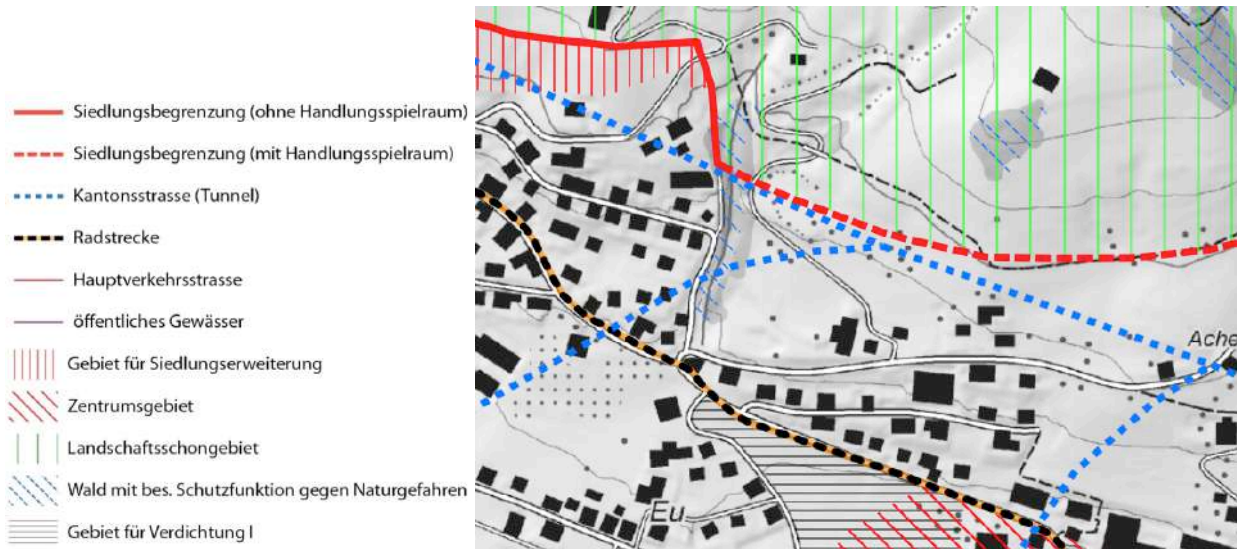 Siedlungsbegrenzung (ohne Handlungsspielraum)
Siedlungsbegrenzung (mit Handlungsspielraum)
Kantonsstrasse (Tunnel)
Radstrecke
Hauptverkehrsstrasse
öffentliches Gewässer
Gebiet für Siedlungserweiterung
Zentrumsgebiet
Landschaftsschongebiet
Wald mit bes. Schutzfunktion gegen Naturgefahren
Gebiet für Verdichtung I
Ache
Eu